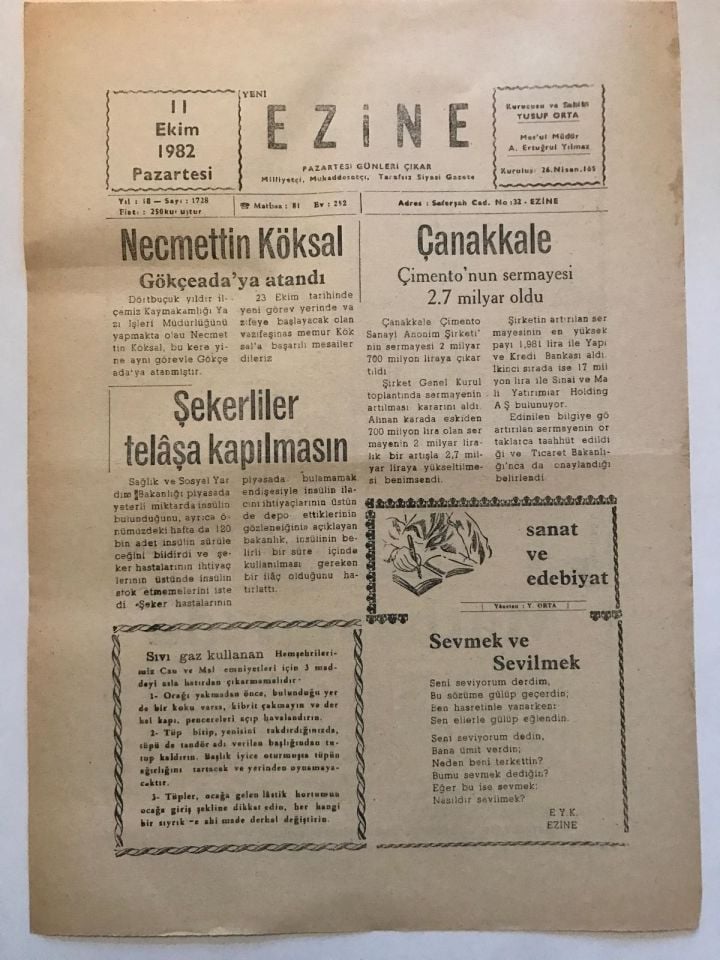 11
Ekim
1982
Pazartesi
YENİ
EZiNE
PAZARTESİ GÜNLERİ ÇIKAR
Milliyetçi, Mukaddesatçı, Tarafsız Siyasi Gazete
Kurucusu ve Sahibi
YUSUF ORTA
Mes'ul Müdür
A. Ertuğrul Yılmaz
Kuruluş: 26.Nisan.165
Yıl : 18 — Sayı : 1728
Fiatı : 250kuruştur
☎ Matbaa : 81 Ev : 252
Adres : Saferşah Cad. No :32 - EZİNE
Necmettin Köksal
Gökçeada'ya atandı
Dörtbuçuk yıldır il-
çemiz Kaymakamlığı Ya
zı İşleri Müdürlüğünü
yapmakta olau Necmet
tin Köksal, bu kere yi-
ne aynı görevle Gökçe
ada'ya atanmıştır.
23 Ekim tarihinde
yeni görev yerinde va
zifeye başlayacak olan
vazifeşinas memur Kök
sal'a başarılı mesailer
dileriz
Şekerliler
telâşa kapılmasın
Sağlık ve Sosyal Yar
dım Bakanlığı piyasada
yeterli miktarda insülin
bulunduğunu, ayrıca ö-
nümüzdeki hafta da 120
bin adet insülin sürüle
ceğini bildirdi ve şe-
ker hastalarının ihtiyaç
lerının üstünde insülin
stok etmemelerini iste
di «Şeker hastalarının
piyasada bulamamak
endişesiyle insülin ila-
cını ihtiyaçlarının üstün
de depo ettiklerinin
gözleneiğinia açıklayan
bakanlık, insülinin be-
lirli bir süre içinde
kullanılması gereken
bir ilâç olduğunu ha-
tırlattı.
Çanakkale
Çimento'nun sermayesi
2.7 milyar oldu
Çanakkale Çimento
Sanayi Anonim Şirketi'
nin sermayesi 2 milyar
700 milyon liraya çıkar
tıldı
Şirket Genel Kurul
toplantında sermayenin
artılması kararını aldı.
Alınan karada eskiden
700 milyon lira olan ser
mayenin 2 milyar lira-
lık bir artışla 2,7 mil-
yar liraya yükseltilme-
si benimsendi.
Şirketin artırılan ser
mayesinin en yüksek
payı 1,981 lira ile Yapı
ve Kredi Bankası aldı.
İkinci sırada ise 17 mil
yon lira ile Sınai ve Ma
li Yatırımlar Holding
A Ş bulunuyor.
Edinilen bilgiye gö
artırılan sermayenin or
taklarca taahhüt edildi
ği ve Ticaret Bakanlı-
ğı'nca da onaylandığı
belirlendi
sanat
ve
edebiyat
Yöneten : Y. ORTA
Sıvı gaz kullanan Hemşehrileri-
miz Can ve Mal emniyetleri için 3 mad-
deyi asla hatırdan çıkarmamalıdır.
1- Ocağı yakmadan önce, bulunduğu yer
de bir koku varsa, kibrit çakmayın ve der
hal kapı, pencereleri açıp havalandırın.
2- Tüp bitip, yenisini takdırdığınızda,
tüpü de tandör adı verilen başlığından tu-
tup kaldırın. Başlık iyice oturmuşsa tüpün
ağırlığını tartacak ve yerinden oynamaya-
caktır.
3- Tüpler, ocağa gelen lâstik hortumun
ocağa giriş şekline dikkat edin, her hangi
bir sıyrık -e ahi made derhal değiştirin.
Sevmek ve
Sevilmek
Seni seviyorum derdim,
Bu sözüme gülüp geçerdin;
Ben hasretinle yanarken:
Sen ellerle gülüp eğlendin.
Seni seviyorum dedin,
Bana ümit verdin;
Neden beni terkettin?
Bumu sevmek dediğin?
Eğer bu ise sevmek:
Nasıldır sevilmek?
E Y.K.
EZİNE